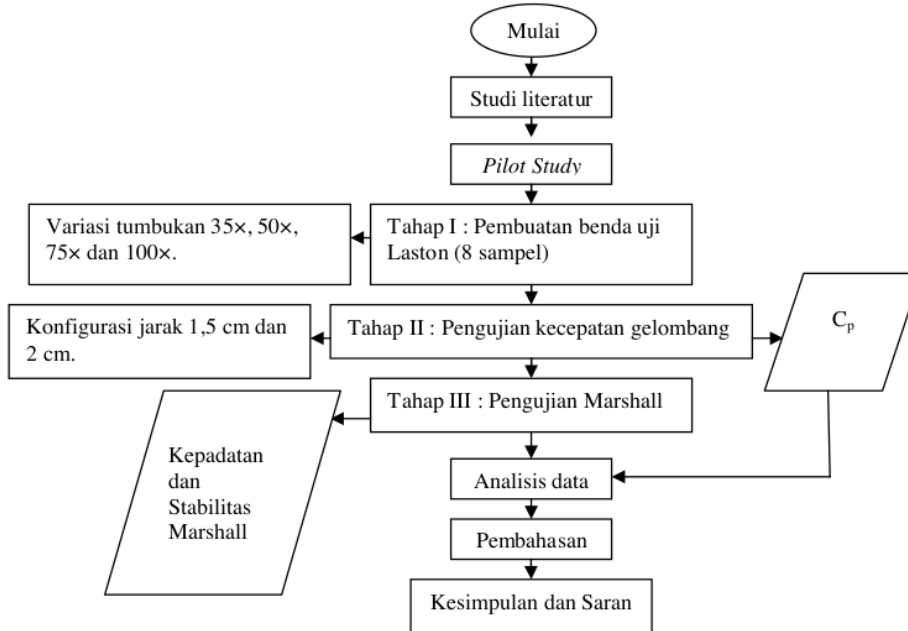 Mulai
Studi literatur
Pilot Study
Variasi tumbukan 35×, 50×,
75× dan 100×.
Tahap I : Pembuatan benda uji
Laston (8 sampel)
Konfigurasi jarak 1,5 cm dan
2 cm.
Tahap II : Pengujian kecepatan gelombang
Cp
Tahap III : Pengujian Marshall
Kepadatan
dan
Stabilitas
Marshall
Analisis data
Pembahasan
Kesimpulan dan Saran